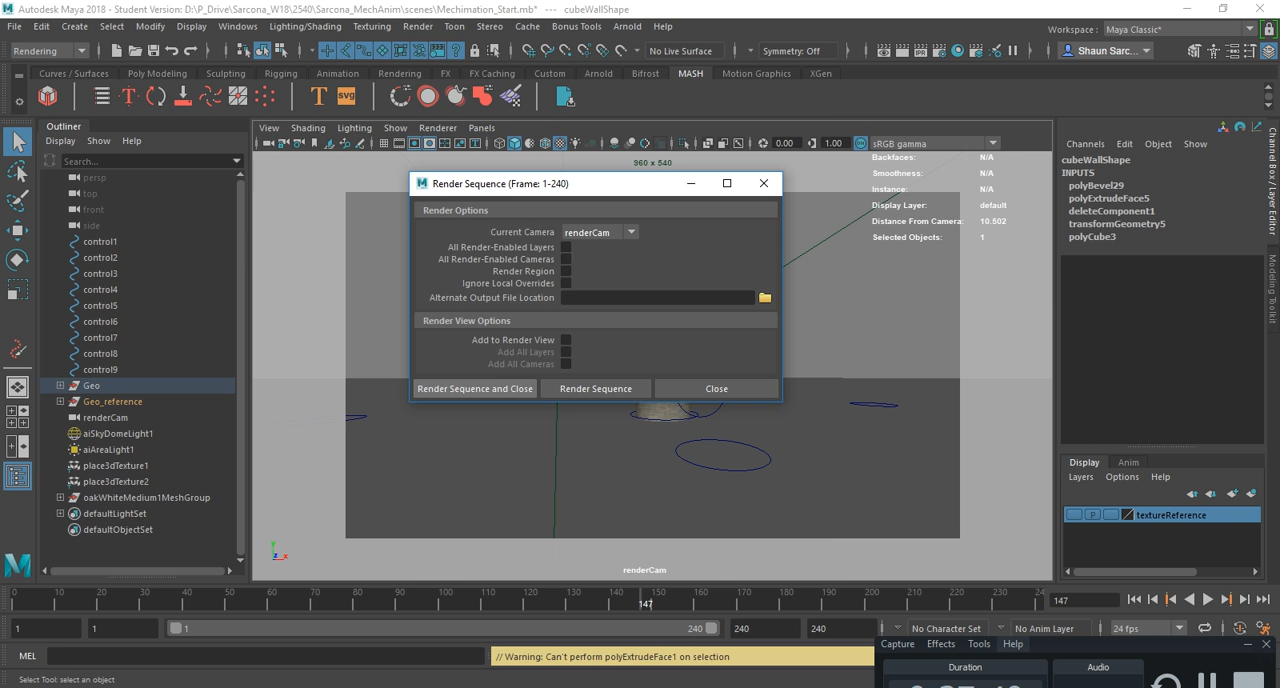 Autodesk Maya 2018 - Student Version: D:\P_Drive\Sarcona_W18\2540\Sarcona_MechAnim\scenes\Mechimation_Start.mb* --- cubeWallShape
File Edit Create Select Modify Display Windows Lighting/Shading Texturing Render Toon Stereo Cache Bonus Tools Arnold Help
Workspace : Maya Classic*
Rendering
No Live Surface
Symmetry: Off
Shaun Sarc...
Curves / Surfaces Poly Modeling Sculpting Rigging Animation Rendering FX FX Caching Custom Arnold Bifrost MASH Motion Graphics XGen
T
T svg
Outliner
Display Show Help
Search...
persp
top
front
side
control1
control2
control3
control4
control5
control6
control7
control8
control9
Geo
Geo_reference
renderCam
aiSkyDomeLight1
aiAreaLight1
place3dTexture1
place3dTexture2
oakWhiteMedium1MeshGroup
defaultLightSet
defaultObjectSet
View Shading Lighting Show Renderer Panels
0.00 1.00 sRGB gamma
960 x 540
Backfaces: N/A
Smoothness: N/A
Instance: N/A
Display Layer: default
Distance From Camera: 10.502
Selected Objects: 1
Render Sequence (Frame: 1-240)
Render Options
Current Camera renderCam
All Render-Enabled Layers
All Render-Enabled Cameras
Render Region
Ignore Local Overrides
Alternate Output File Location
Render View Options
Add to Render View
Add All Layers
Add All Cameras
Render Sequence and Close Render Sequence Close
renderCam
Channels Edit Object Show
cubeWallShape
INPUTS
polyBevel29
polyExtrudeFace5
deleteComponent1
transformGeometry5
polyCube3
Channel Box / Layer Editor
Modeling Toolkit
Display Anim
Layers Options Help
P textureReference
0 10 20 30 40 50 60 70 80 90 100 110 120 130 140 150 160 170 180 190 200 210 220 230 24
147
147
1 1 1 240 240 240
No Character Set No Anim Layer 24 fps
MEL
// Warning: Can't perform polyExtrudeFace1 on selection
Select Tool: select an object
Capture Effects Tools Help
Duration Audio